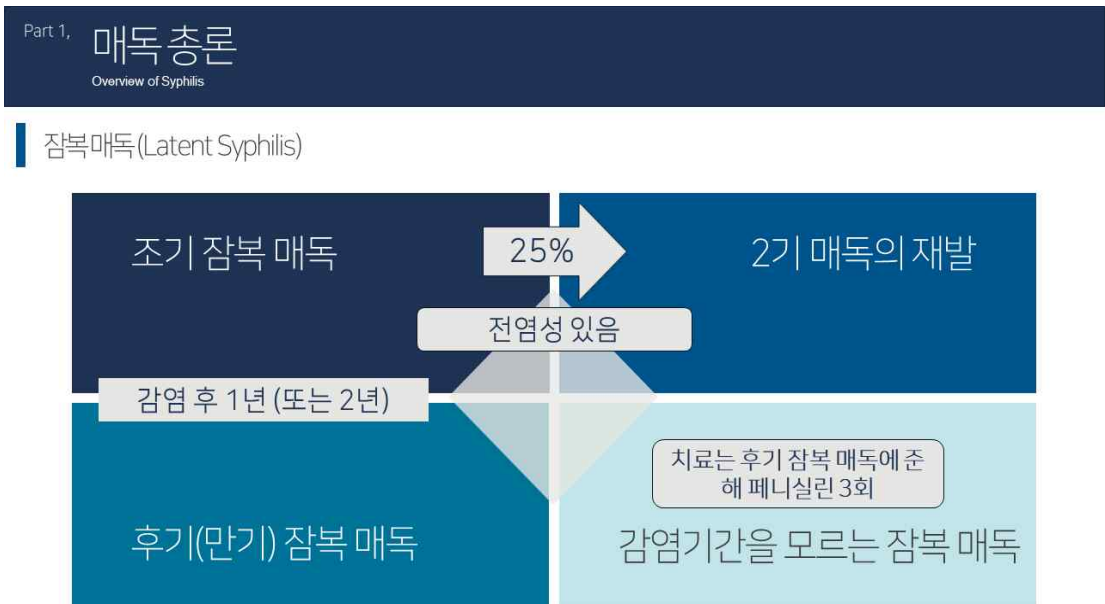 Part 1,
매독 총론
Overview of Syphilis
잠복매독(Latent Syphilis)
조기 잠복 매독
25%
2기 매독의 재발
전염성 있음
감염 후 1년 (또는 2년)
치료는 후기 잠복 매독에 준
해 페니실린 3회
후기(만기) 잠복 매독
감염기간을 모르는 잠복 매독